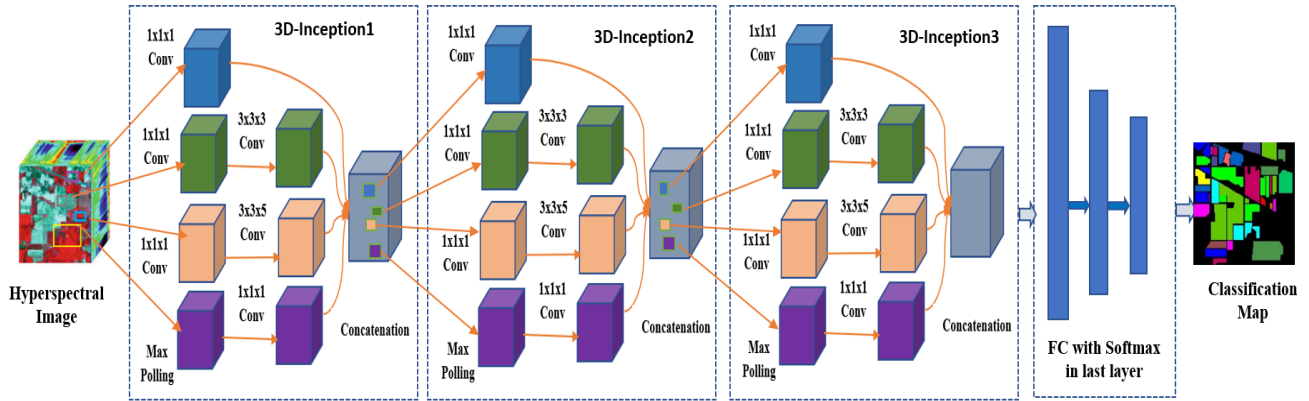 Hyperspectral
Image
3D-Inception1
1x1x1
Conv
1x1x1
Conv
3x3x3
Conv
1x1x1
Conv
3x3x5
Conv
Max
Polling
1x1x1
Conv
Concatenation
3D-Inception2
1x1x1
Conv
1x1x1
Conv
3x3x3
Conv
1x1x1
Conv
3x3x5
Conv
Max
Polling
1x1x1
Conv
Concatenation
3D-Inception3
1x1x1
Conv
1x1x1
Conv
3x3x3
Conv
1x1x1
Conv
3x3x5
Conv
Max
Polling
1x1x1
Conv
Concatenation
FC with Softmax
in last layer
Classification
Map